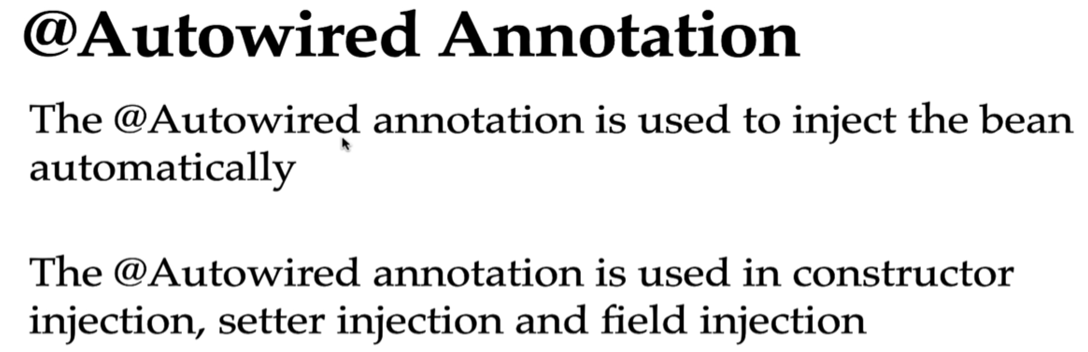 @Autowired Annotation
The @Autowired annotation is used to inject the bean
automatically
The @Autowired annotation is used in constructor
injection, setter injection and field injection